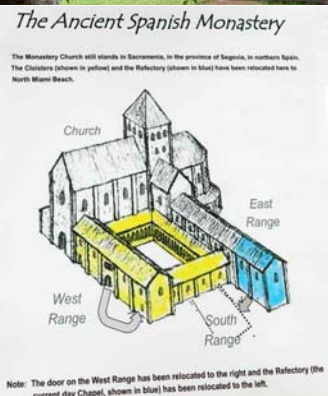 The Ancient Spanish Monastery
The Monastery Church still stands in Sacramenia, in the province of Segovia, in northern Spain.
The Cloisters (shown in yellow) and the Refectory (shown in blue) have been relocated here to
North Miami Beach.
Church
East
Range
West
Range
South
Range
Note: The door on the West Range has been relocated to the right and the Refectory (the
current day Chapel, shown in blue) has been relocated to the left.